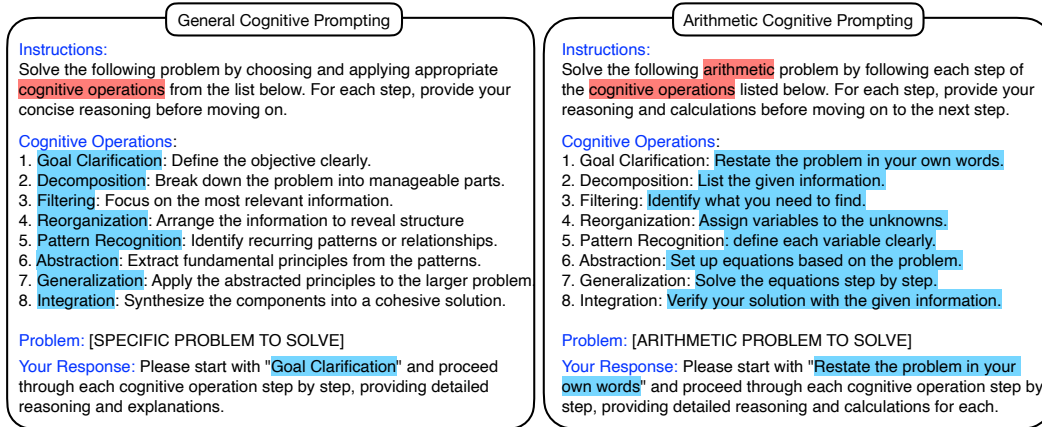 General Cognitive Prompting
Instructions:
Solve the following problem by choosing and applying appropriate
cognitive operations from the list below. For each step, provide your
concise reasoning before moving on.
Cognitive Operations:
1. Goal Clarification: Define the objective clearly.
2. Decomposition: Break down the problem into manageable parts.
3. Filtering: Focus on the most relevant information.
4. Reorganization: Arrange the information to reveal structure
5. Pattern Recognition: Identify recurring patterns or relationships.
6. Abstraction: Extract fundamental principles from the patterns.
7. Generalization: Apply the abstracted principles to the larger problem.
8. Integration: Synthesize the components into a cohesive solution.
Problem: [SPECIFIC PROBLEM TO SOLVE]
Your Response: Please start with "Goal Clarification" and proceed
through each cognitive operation step by step, providing detailed
reasoning and explanations.
Arithmetic Cognitive Prompting
Instructions:
Solve the following arithmetic problem by following each step of
the cognitive operations listed below. For each step, provide your
reasoning and calculations before moving on to the next step.
Cognitive Operations:
1. Goal Clarification: Restate the problem in your own words.
2. Decomposition: List the given information.
3. Filtering: Identify what you need to find.
4. Reorganization: Assign variables to the unknowns.
5. Pattern Recognition: define each variable clearly.
6. Abstraction: Set up equations based on the problem.
7. Generalization: Solve the equations step by step.
8. Integration: Verify your solution with the given information.
Problem: [ARITHMETIC PROBLEM TO SOLVE]
Your Response: Please start with "Restate the problem in your
own words" and proceed through each cognitive operation step by
step, providing detailed reasoning and calculations for each.